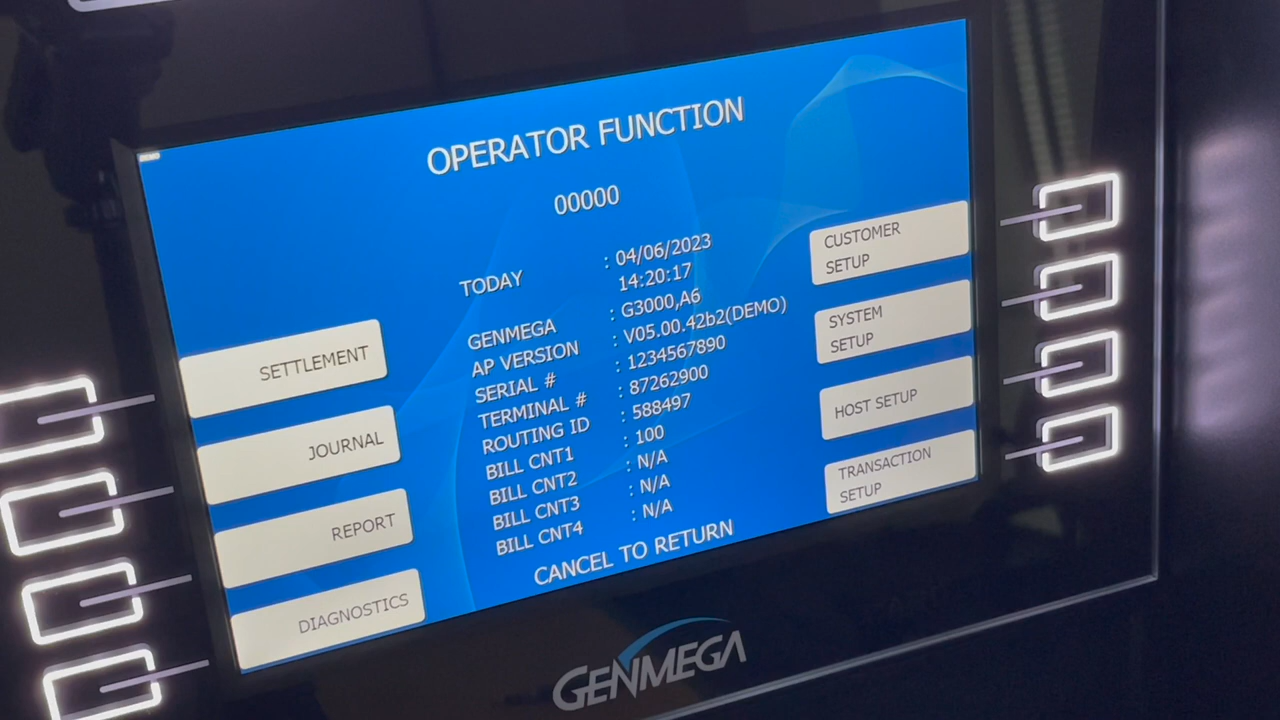 DEMO
OPERATOR FUNCTION
00000
TODAY : 04/06/2023
14:20:17
GENMEGA : G3000,A6
AP VERSION : V05.00.42b2(DEMO)
SERIAL # : 1234567890
TERMINAL # : 87262900
ROUTING ID : 588497
BILL CNT1 : 100
BILL CNT2 : N/A
BILL CNT3 : N/A
BILL CNT4 : N/A
CANCEL TO RETURN
SETTLEMENT
JOURNAL
REPORT
DIAGNOSTICS
CUSTOMER
SETUP
SYSTEM
SETUP
HOST SETUP
TRANSACTION
SETUP
GENMEGA